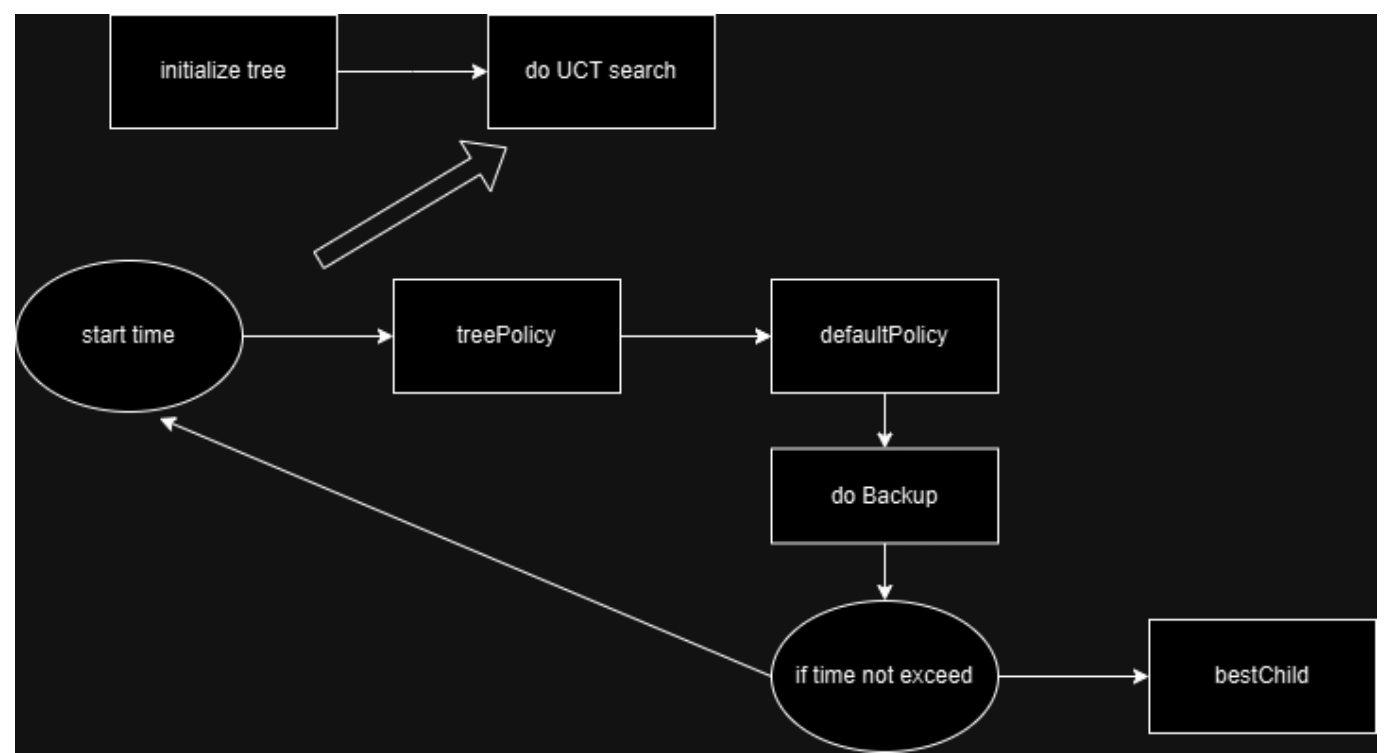 initialize tree
do UCT search
start time
treePolicy
defaultPolicy
do Backup
if time not exceed
bestChild